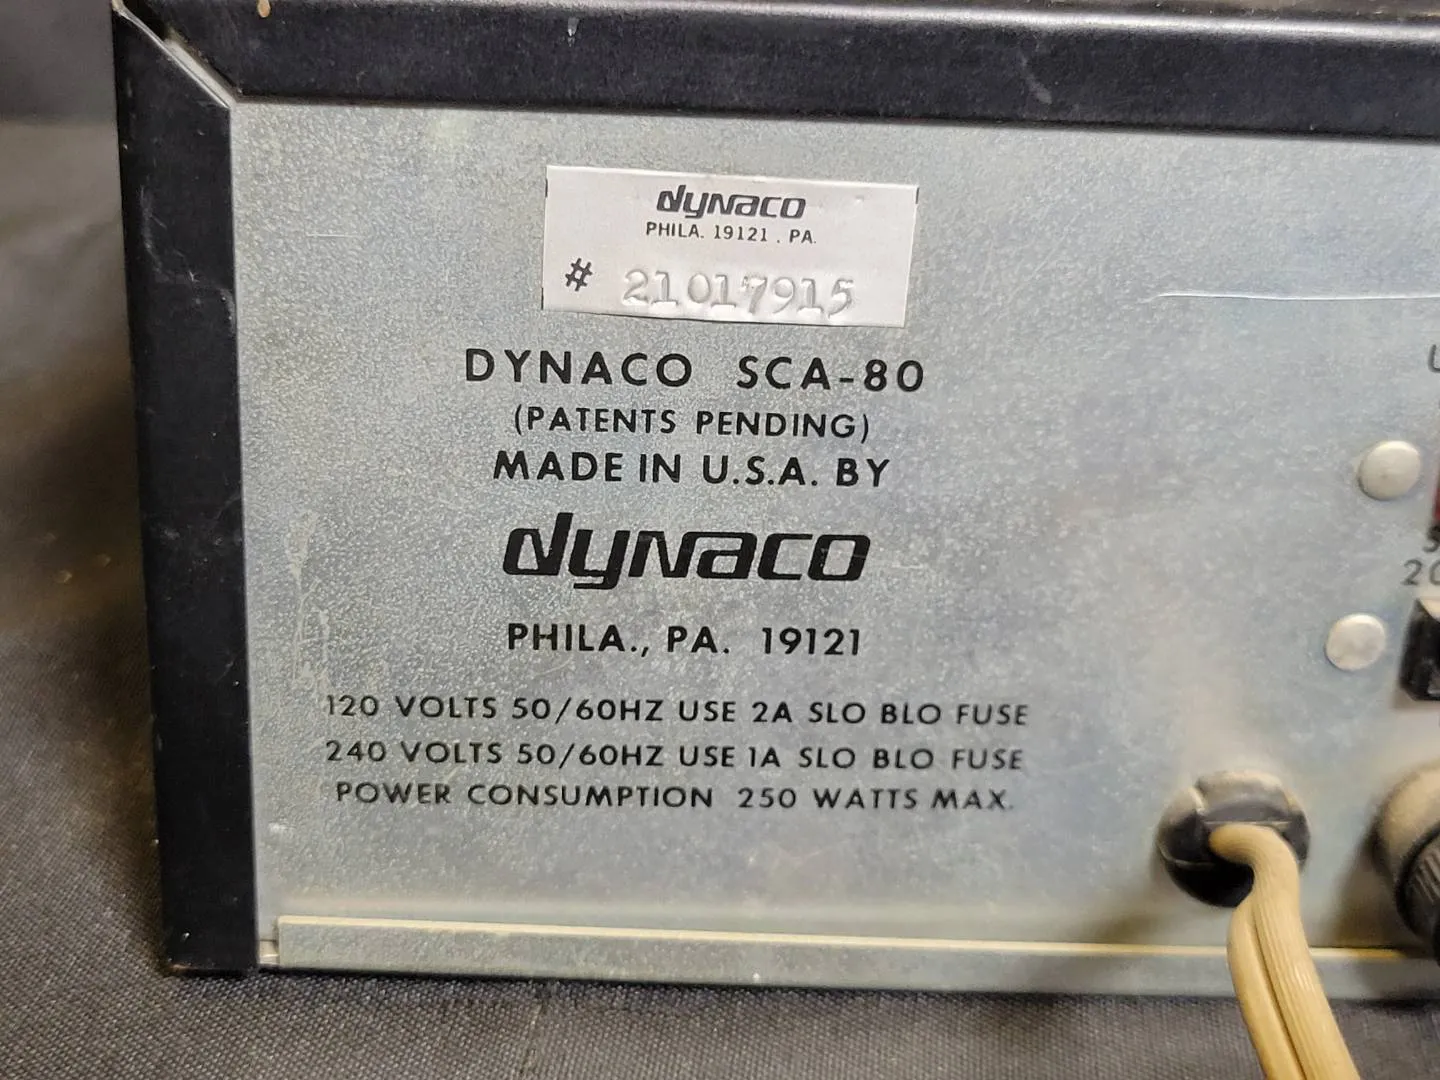 dynaco
PHILA. 19121 . PA.
# 21017915
DYNACO SCA-80
(PATENTS PENDING)
MADE IN U.S.A. BY
dynaco
PHILA., PA. 19121
120 VOLTS 50/60HZ USE 2A SLO BLO FUSE
240 VOLTS 50/60HZ USE 1A SLO BLO FUSE
POWER CONSUMPTION 250 WATTS MAX.